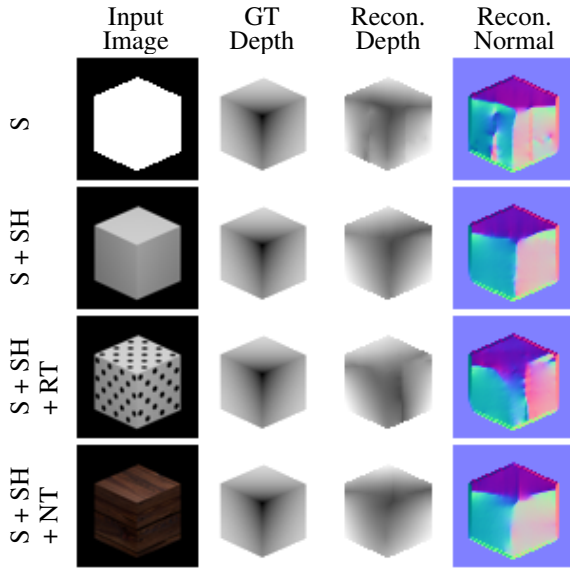 Input
Image
GT
Depth
Recon.
Depth
Recon.
Normal
S
S + SH
S + SH
+ RT
S + SH
+ NT